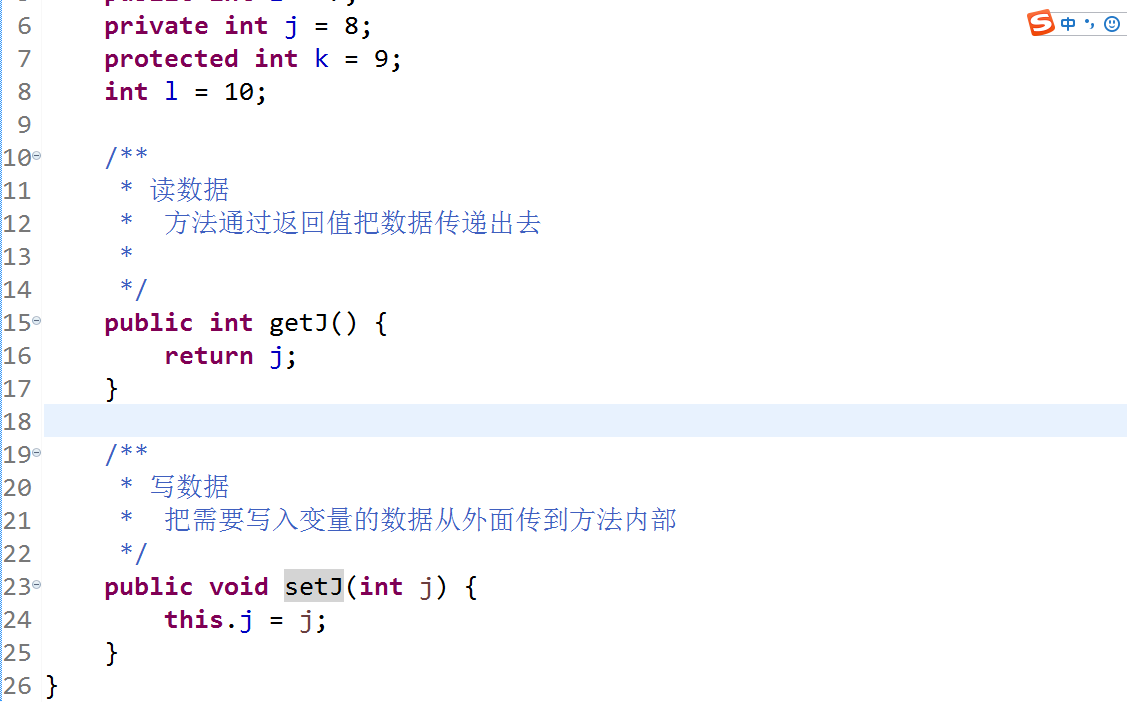 6 private int j = 8;
7 protected int k = 9;
8 int l = 10;
9
10 /**
11 * 读数据
12 * 方法通过返回值把数据传递出去
13 *
14 */
15 public int getJ() {
16 return j;
17 }
18
19 /**
20 * 写数据
21 * 把需要写入变量的数据从外面传到方法内部
22 */
23 public void setJ(int j) {
24 this.j = j;
25 }
26 }
S 中